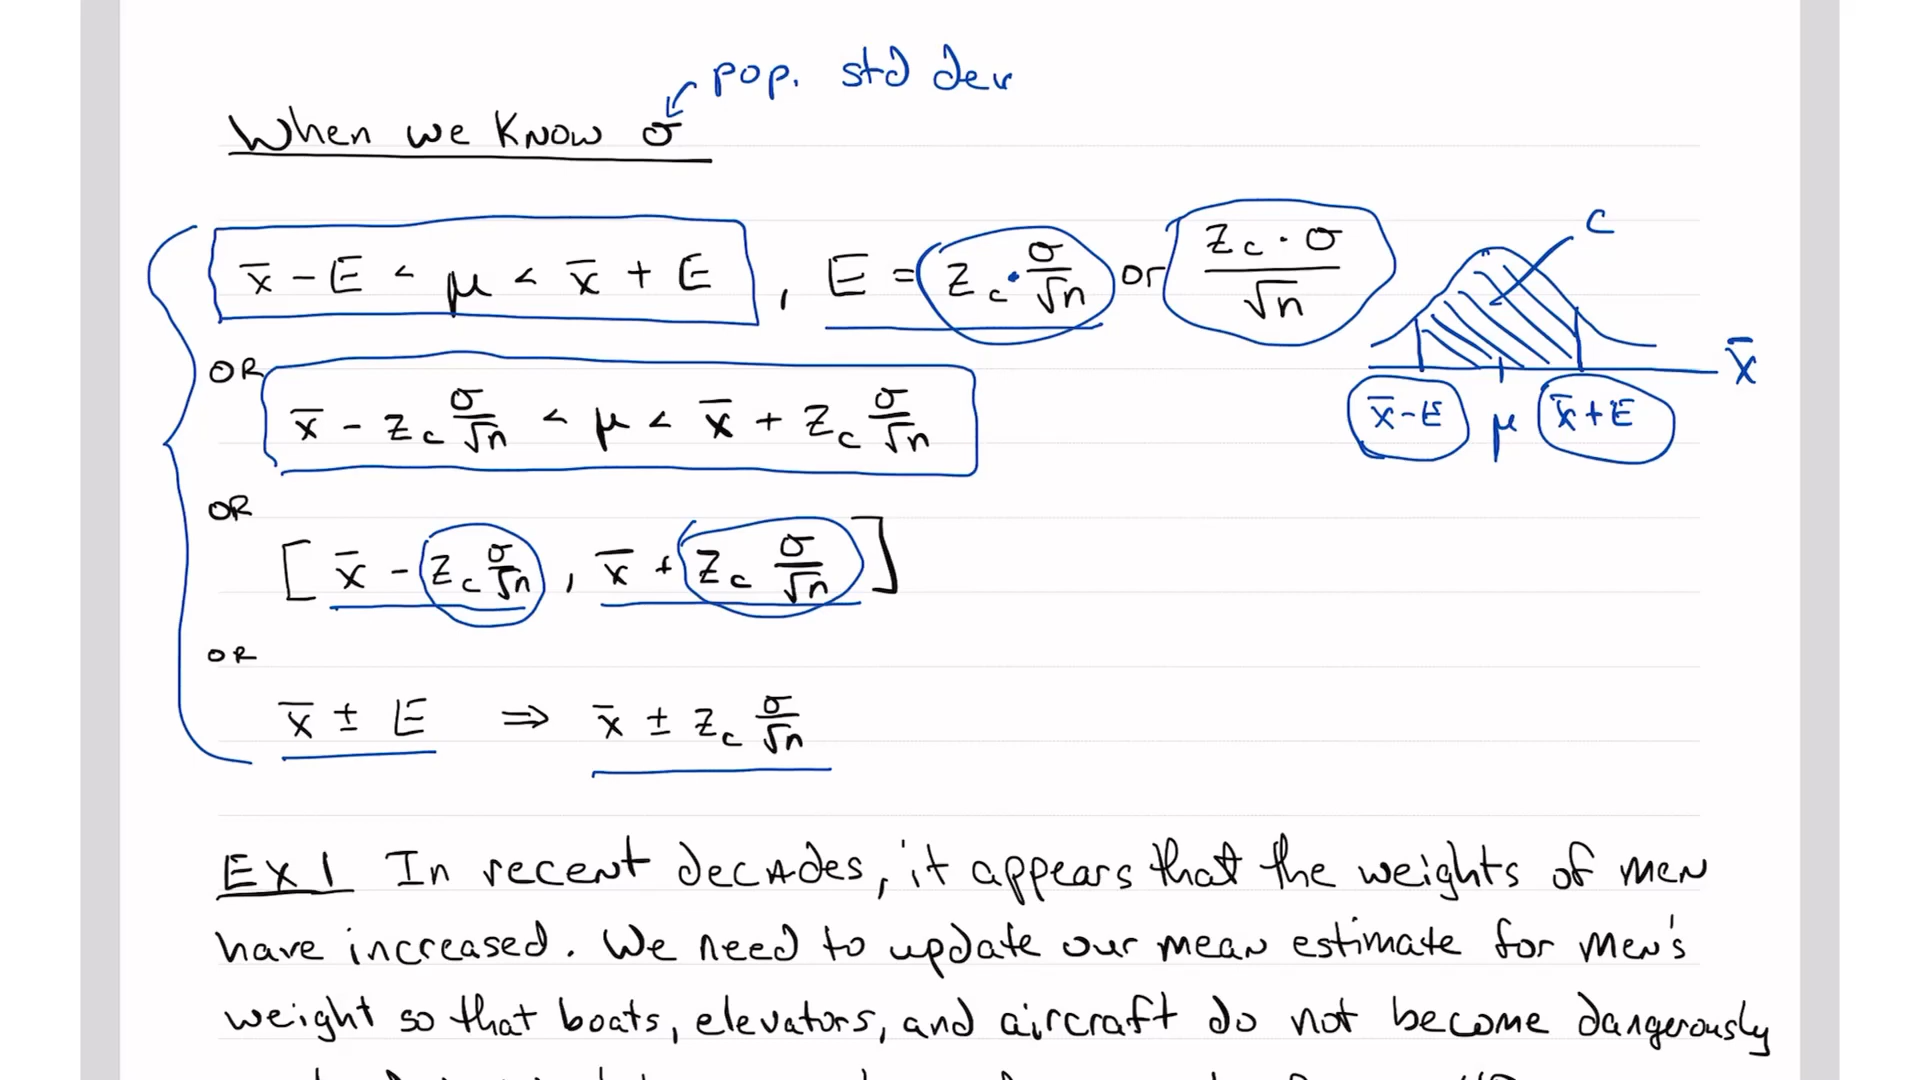 pop. std dev
When we know σ
x̄ - E < μ < x̄ + E , E = z_c · σ/√n or z_c · σ/√n
c
x̄
OR
x̄-E μ x̄+E
x̄ - z_c σ/√n < μ < x̄ + z_c σ/√n
OR
[ x̄ - z_c σ/√n , x̄ + z_c σ/√n ]
OR
x̄ ± E ⇒ x̄ ± z_c σ/√n
Ex 1 In recent decades, it appears that the weights of men
have increased. We need to update our mean estimate for men's
weight so that boats, elevators, and aircraft do not become dangerously